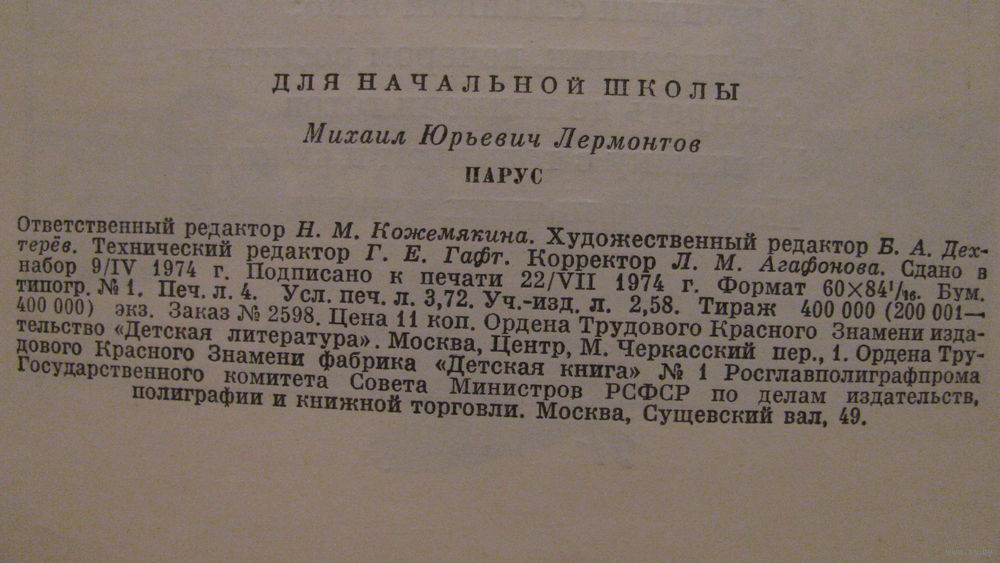 ДЛЯ НАЧАЛЬНОЙ ШКОЛЫ
Михаил Юрьевич Лермонтов
ПАРУС
Ответственный редактор Н. М. Кожемякина. Художественный редактор Б. А. Дех-
терёв. Технический редактор Г. Е. Гафт. Корректор Л. М. Агафонова. Сдано в
набор 9/IV 1974 г. Подписано к печати 22/VII 1974 г. Формат 60×84¹/₁₆. Бум.
типогр. № 1. Печ. л. 4. Усл. печ. л. 3,72. Уч.-изд. л. 2,58. Тираж 400 000 (200 001—
400 000) экз. Заказ № 2598. Цена 11 коп. Ордена Трудового Красного Знамени изда-
тельство «Детская литература». Москва, Центр, М. Черкасский пер., 1. Ордена Тру-
дового Красного Знамени фабрика «Детская книга» № 1 Росглавполиграфпрома
Государственного комитета Совета Министров РСФСР по делам издательств,
полиграфии и книжной торговли. Москва, Сущевский вал, 49.